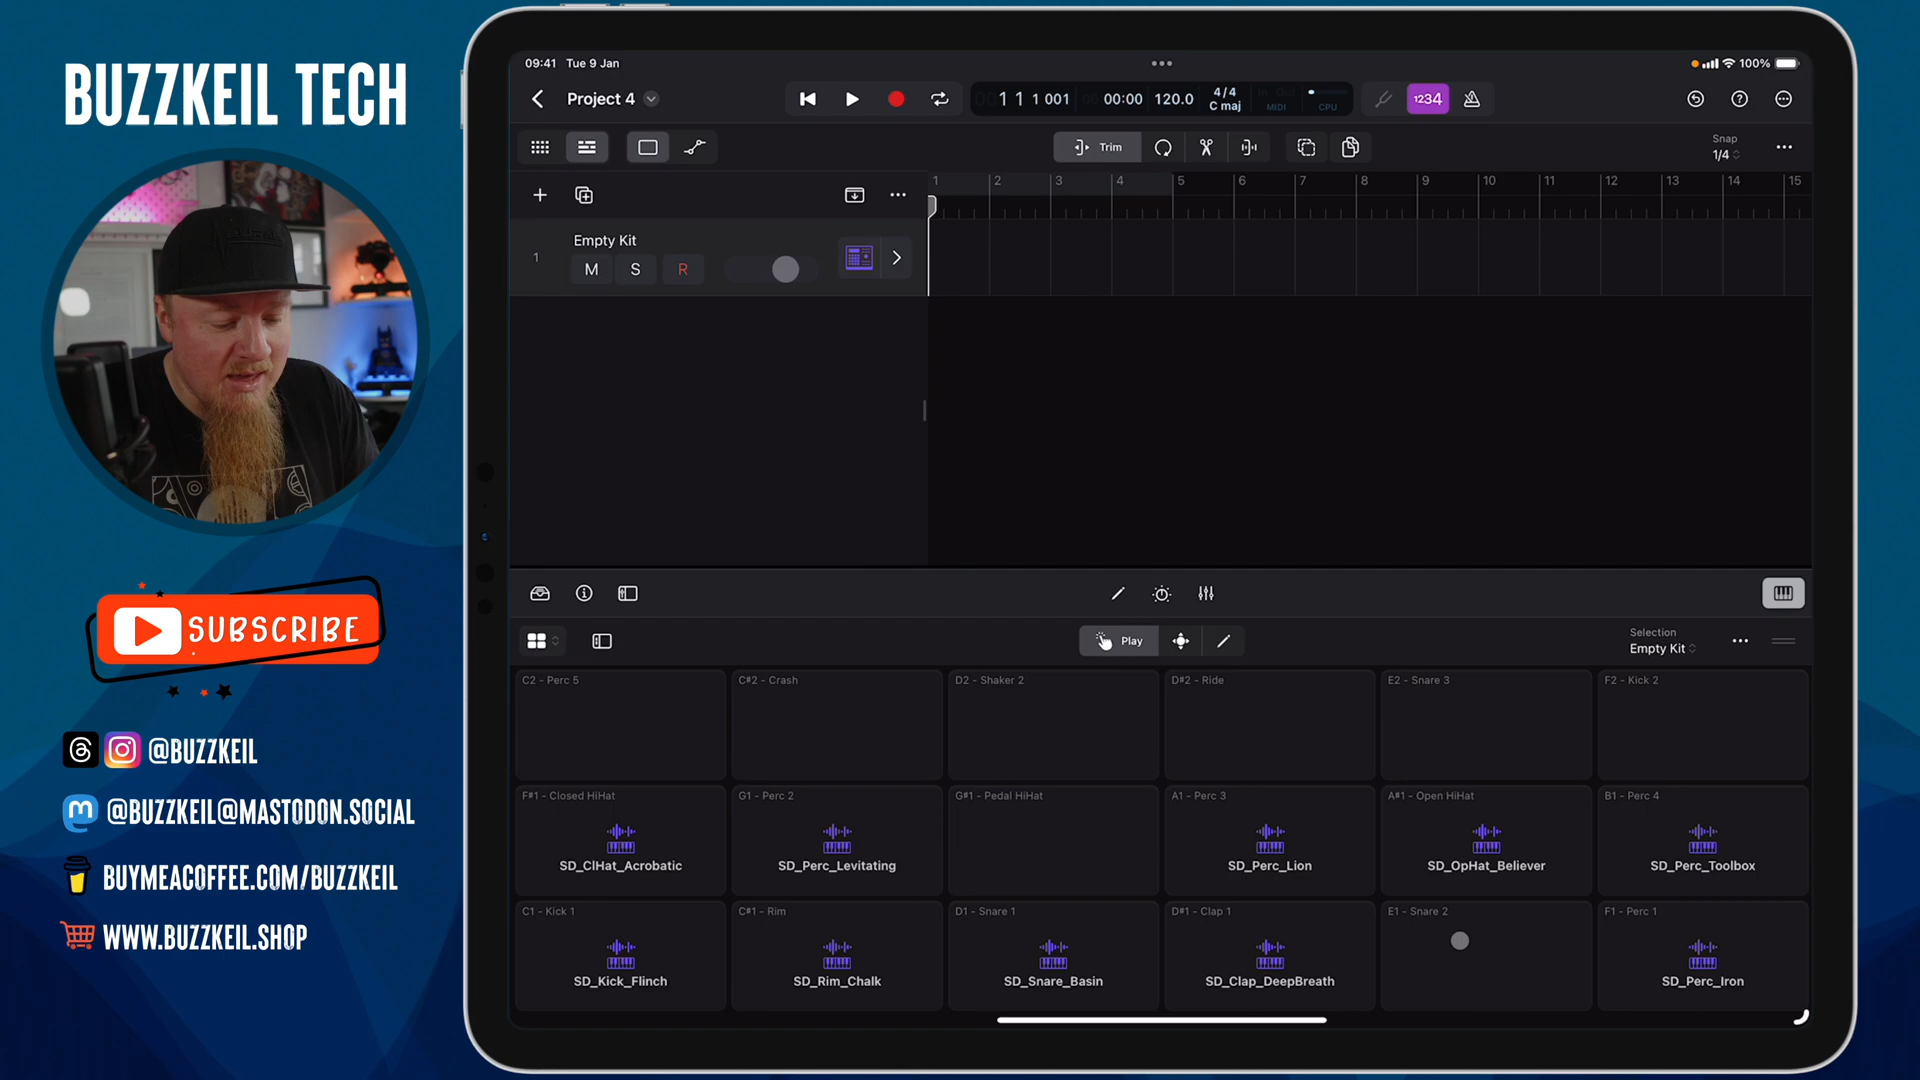 BUZZKEIL TECH
SUBSCRIBE
@BUZZKEIL
@BUZZKEIL@MASTODON.SOCIAL
BUYMEACOFFEE.COM/BUZZKEIL
WWW.BUZZKEIL.SHOP
09:41 Tue 9 Jan
100%
Project 4
1 1 1 001
00:00
120.0
4/4
C maj
In Out
MIDI
CPU
1234
Trim
Snap
1/4
1 2 3 4 5 6 7 8 9 10 11 12 13 14 15
1
Empty Kit
M S R
Play
Selection
Empty Kit
C2 - Perc 5
C#2 - Crash
D2 - Shaker 2
D#2 - Ride
E2 - Snare 3
F2 - Kick 2
F#1 - Closed HiHat
SD_ClHat_Acrobatic
G1 - Perc 2
SD_Perc_Levitating
G#1 - Pedal HiHat
A1 - Perc 3
SD_Perc_Lion
A#1 - Open HiHat
SD_OpHat_Believer
B1 - Perc 4
SD_Perc_Toolbox
C1 - Kick 1
SD_Kick_Flinch
C#1 - Rim
SD_Rim_Chalk
D1 - Snare 1
SD_Snare_Basin
D#1 - Clap 1
SD_Clap_DeepBreath
E1 - Snare 2
F1 - Perc 1
SD_Perc_Iron